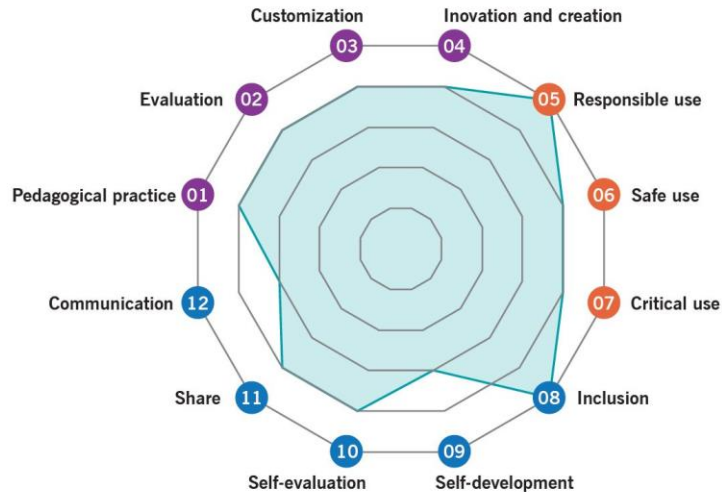 Customization
03
Inovation and creation
04
Evaluation
02
05
Responsible use
Pedagogical practice
01
06
Safe use
Communication
12
07
Critical use
Share
11
08
Inclusion
10
Self-evaluation
09
Self-development